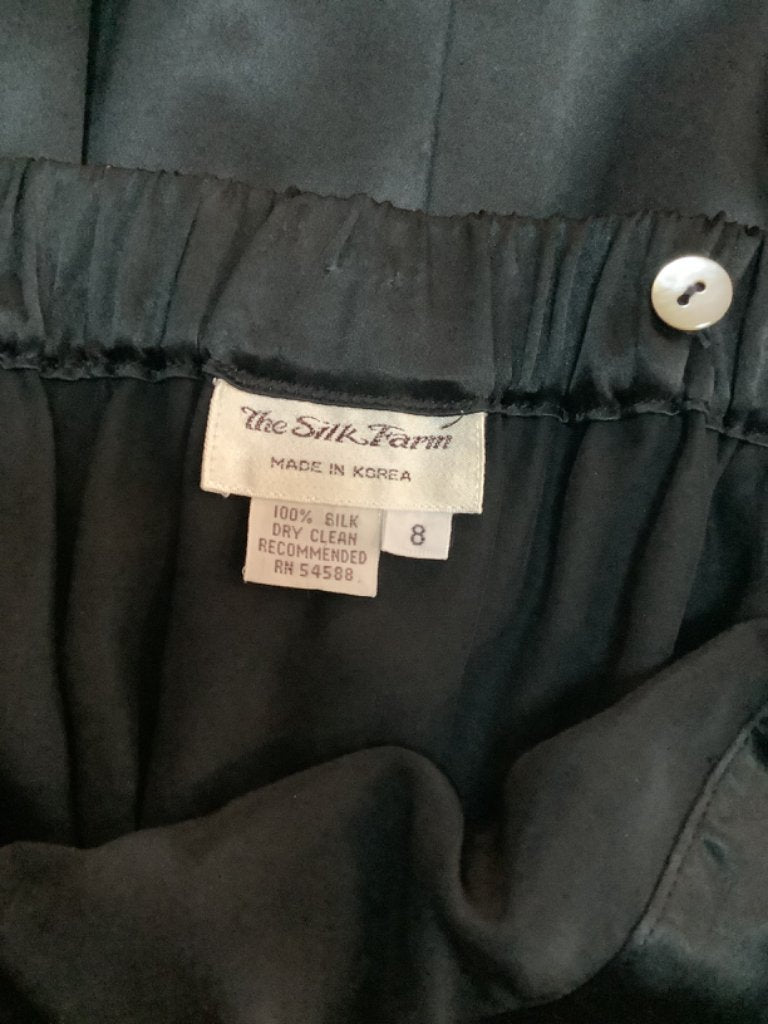 The Silk Farm
MADE IN KOREA
100% SILK
DRY CLEAN
RECOMMENDED
RN 54588
8